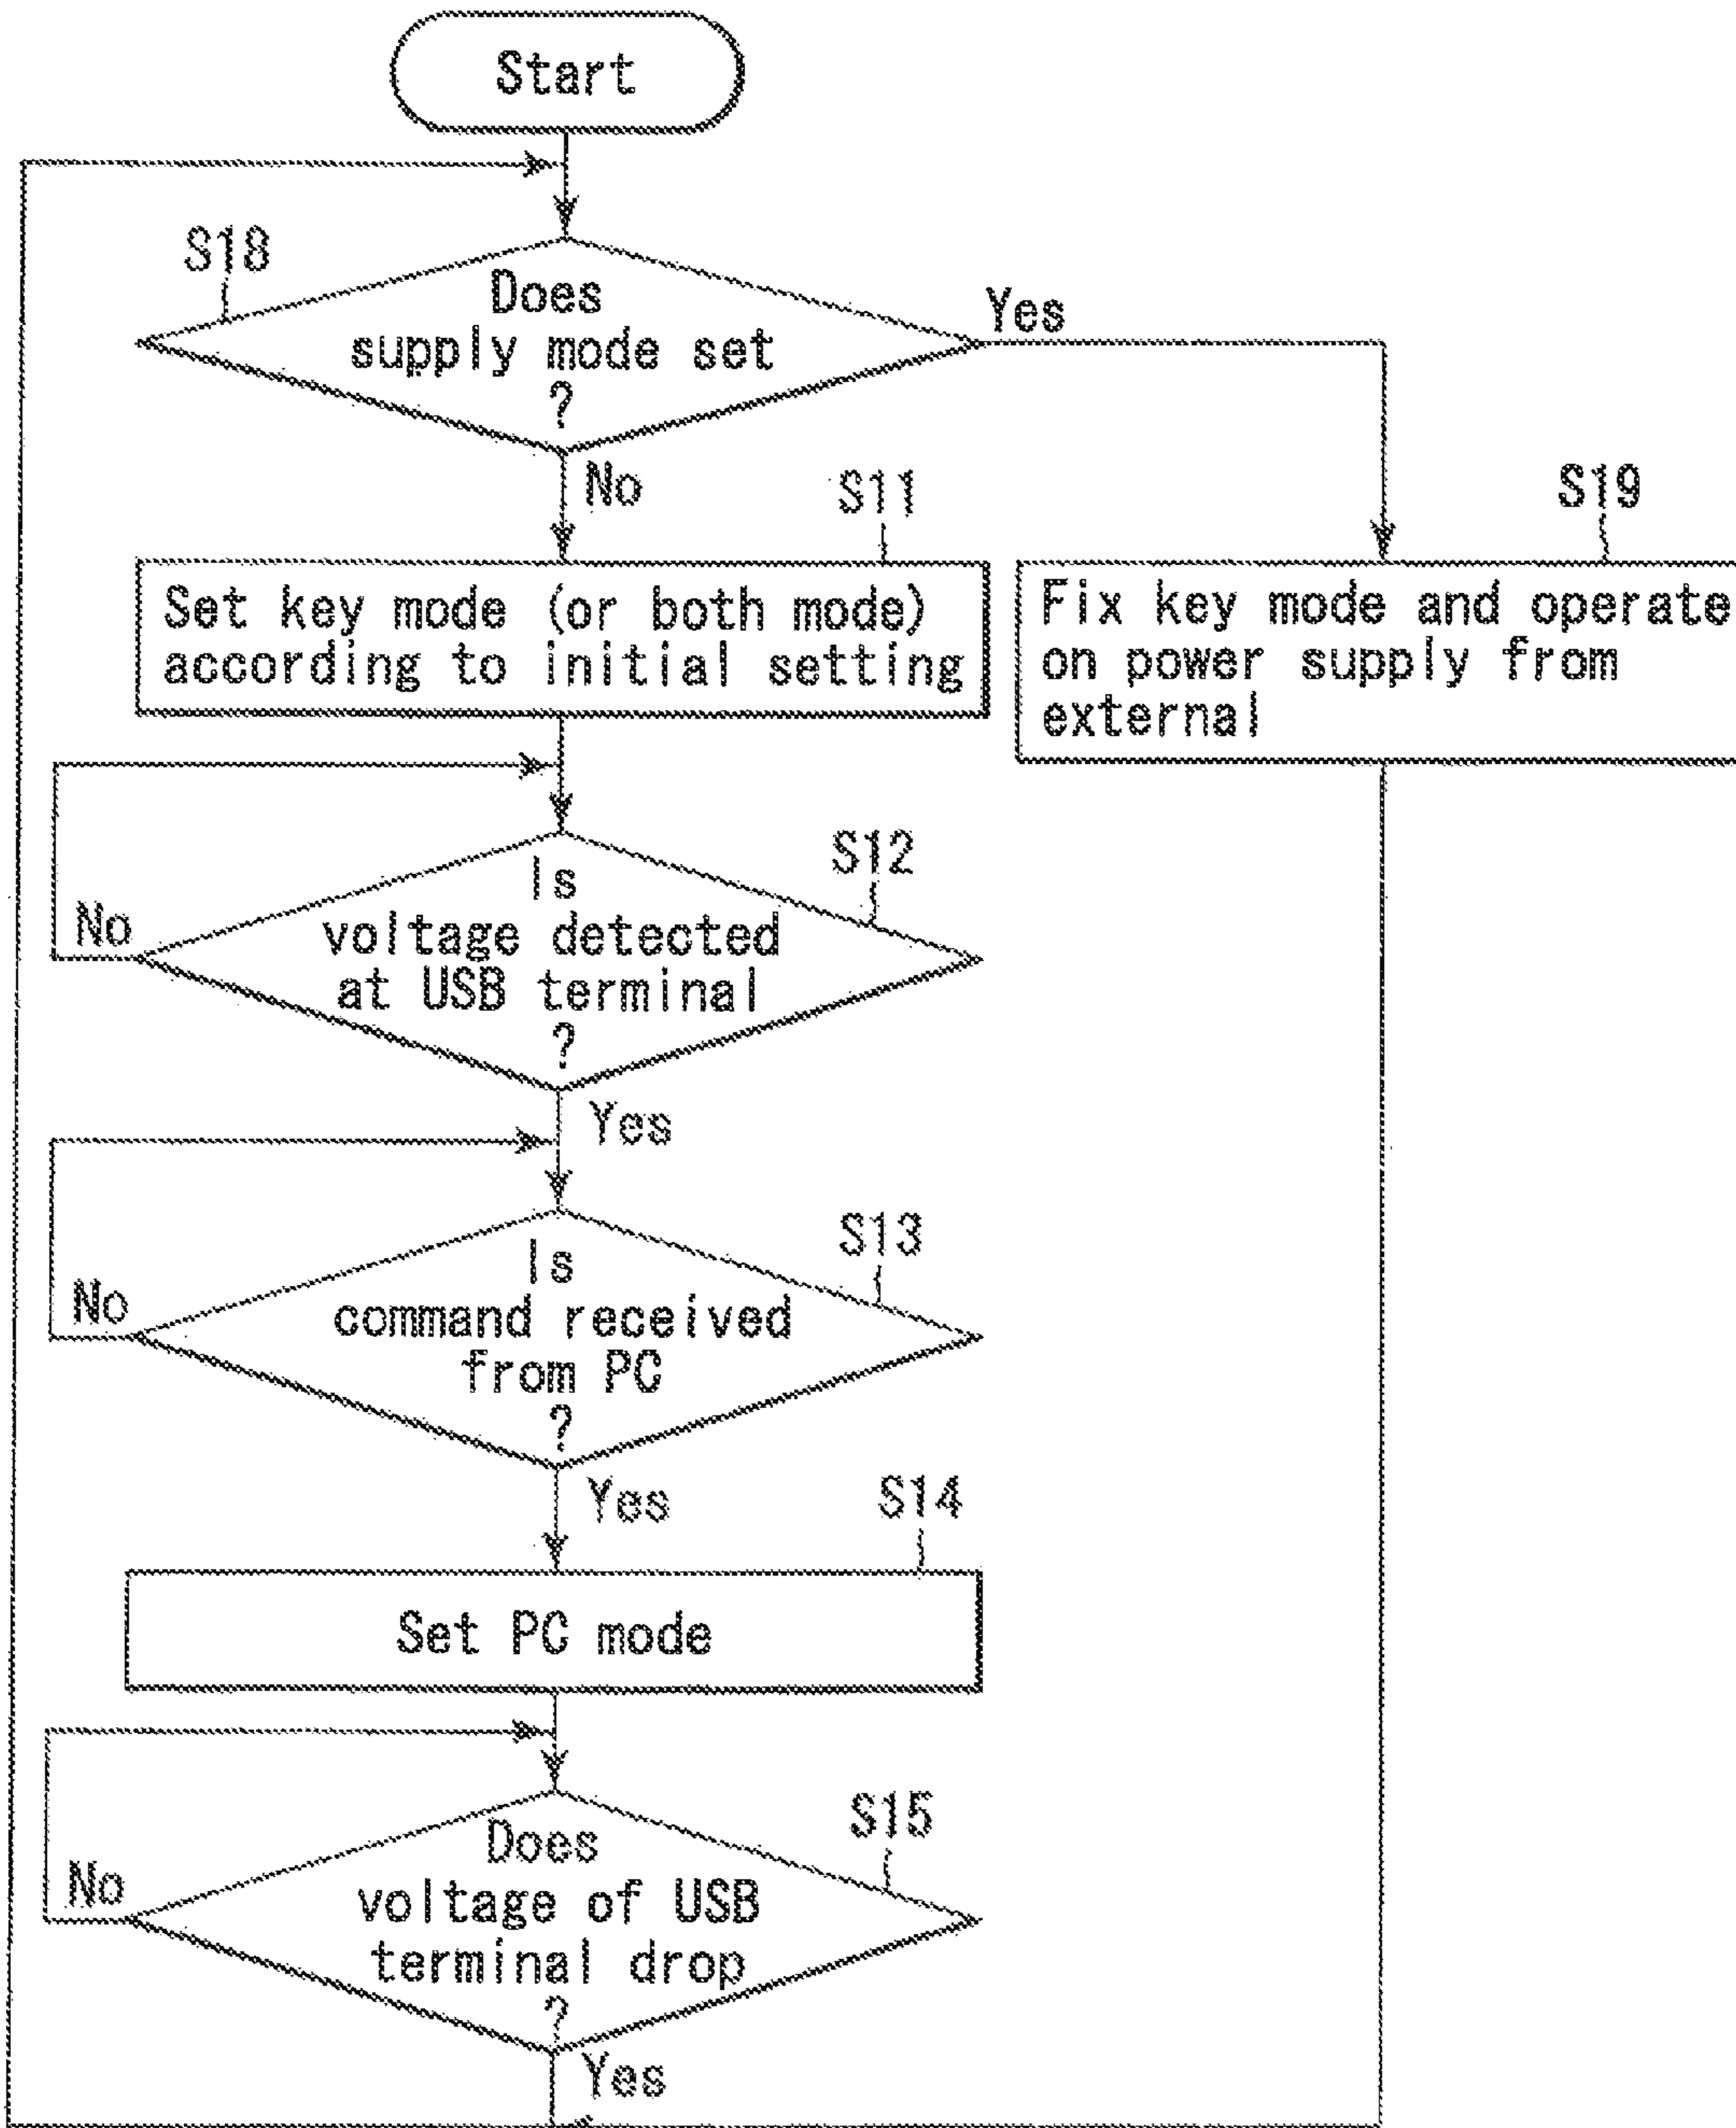 Start
S18
Does
supply mode set
?
Yes
No
S11
Set key mode (or both mode)
according to initial setting
S19
Fix key mode and operate
on power supply from
external
S12
Is
voltage detected
at USB terminal
?
No
Yes
S13
Is
command received
from PC
?
No
Yes
S14
Set PC mode
S15
Does
voltage of USB
terminal drop
?
No
Yes